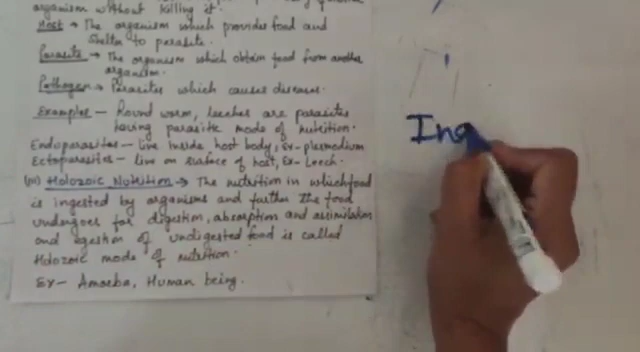 organism without killing it.
Host → The organism which provides food and
Shelter to parasite.
Parasite → The organism which obtain food from another
organism.
Pathogen → Parasites which causes diseases.
Examples — Round worm, leeches are parasites
having parasitic mode of nutrition.
Endoparasites — live inside host body, Ex - plasmodium
Ectoparasites — live on surface of host, Ex - Leech.
(iii) Holozoic Nutrition → The nutrition in which food
is ingested by organisms and further the food
undergoes for digestion, absorption and assimilation
and egestion of undigested food is called
Holozoic mode of nutrition.
Ex - Amoeba, Human being.
Ing